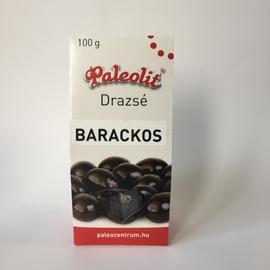 100 g
Paleolit®
Drazsé
BARACKOS
paleocentrum.hu